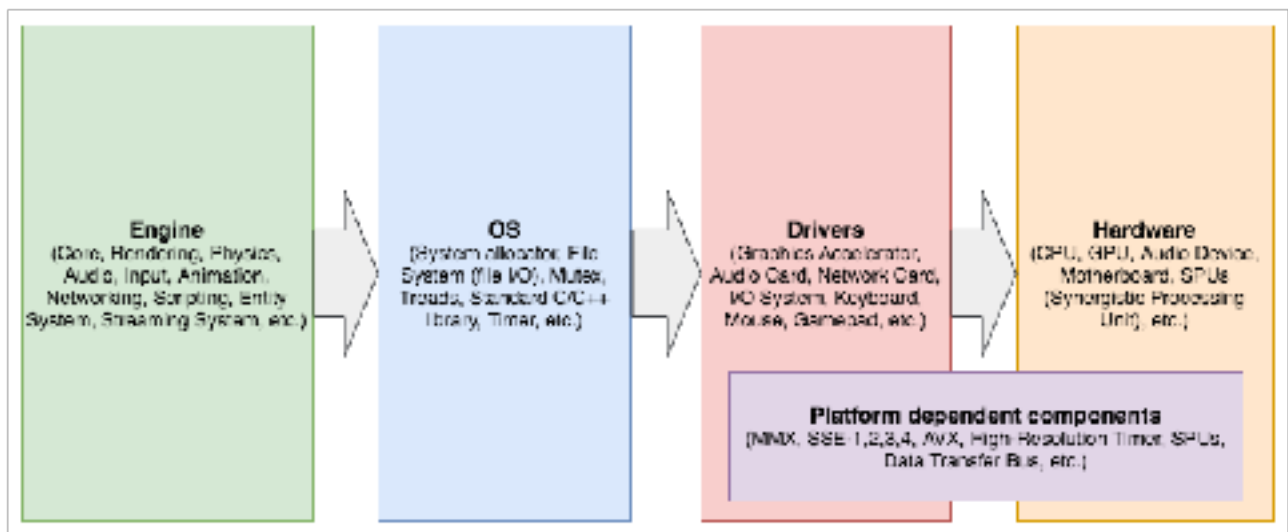 Engine
(Core, Rendering, Physics,
Audio, Input, Animation,
Networking, Scripting, Entity
System, Streaming System, etc.)
OS
(System allocator, File
System (file I/O), Mutex,
Treads, Standard C/C++
library, Timer, etc.)
Drivers
(Graphics Accelerator,
Audio Card, Network Card,
I/O System, Keyboard,
Mouse, Gamepad, etc.)
Hardware
(CPU, GPU, Audio Device,
Motherboard, SPUs
(Synergistic Processing
Unit), etc.)
Platform dependent components
(MMX, SSE-1,2,3,4, AVX, High-Resolution Timer, SPUs,
Data Transfer Bus, etc.)